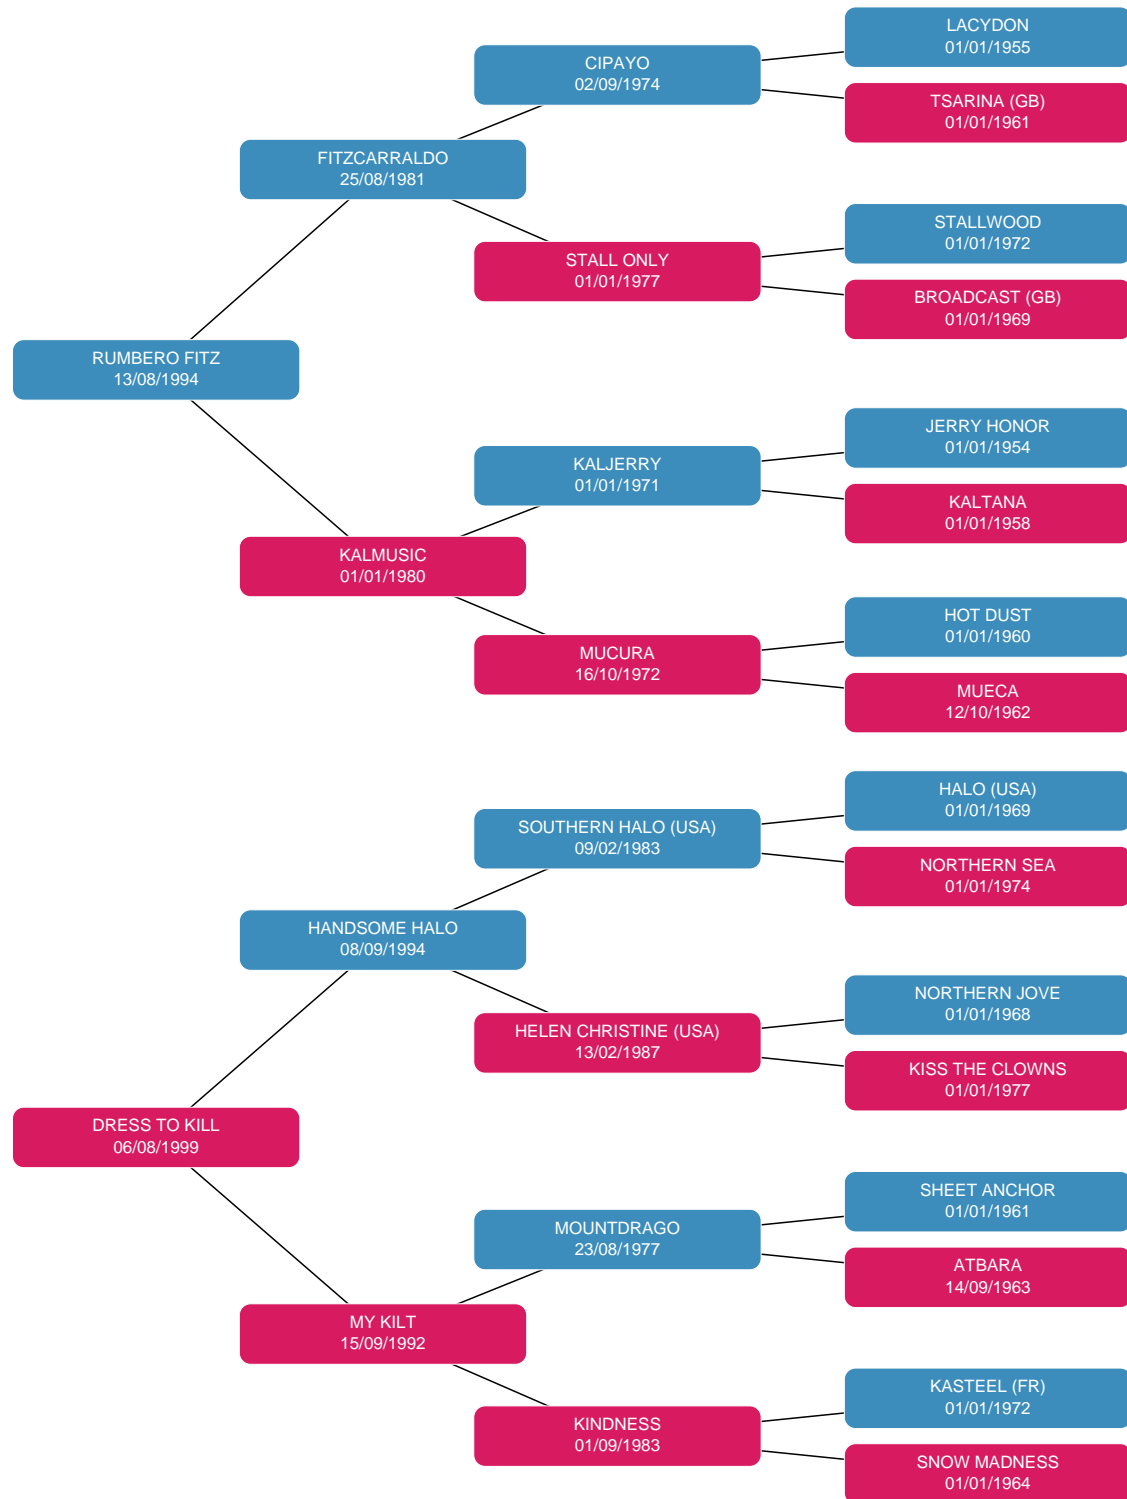 LACYDON
01/01/1955
CIPAYO
02/09/1974
TSARINA (GB)
01/01/1961
FITZCARRALDO
25/08/1981
STALLWOOD
01/01/1972
STALL ONLY
01/01/1977
BROADCAST (GB)
01/01/1969
RUMBERO FITZ
13/08/1994
JERRY HONOR
01/01/1954
KALJERRY
01/01/1971
KALTANA
01/01/1958
KALMUSIC
01/01/1980
HOT DUST
01/01/1960
MUCURA
16/10/1972
MUECA
12/10/1962
HALO (USA)
01/01/1969
SOUTHERN HALO (USA)
09/02/1983
NORTHERN SEA
01/01/1974
HANDSOME HALO
08/09/1994
NORTHERN JOVE
01/01/1968
HELEN CHRISTINE (USA)
13/02/1987
KISS THE CLOWNS
01/01/1977
DRESS TO KILL
06/08/1999
SHEET ANCHOR
01/01/1961
MOUNTDRAGO
23/08/1977
ATBARA
14/09/1963
MY KILT
15/09/1992
KASTEEL (FR)
01/01/1972
KINDNESS
01/09/1983
SNOW MADNESS
01/01/1964